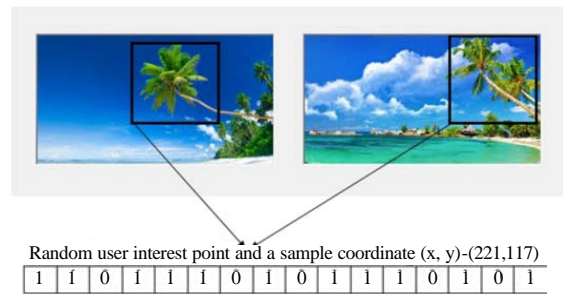 Random user interest point and a sample coordinate (x, y)-(221,117)
1 1 0 1 1 1 0 1 0 1 1 1 0 1 0 1